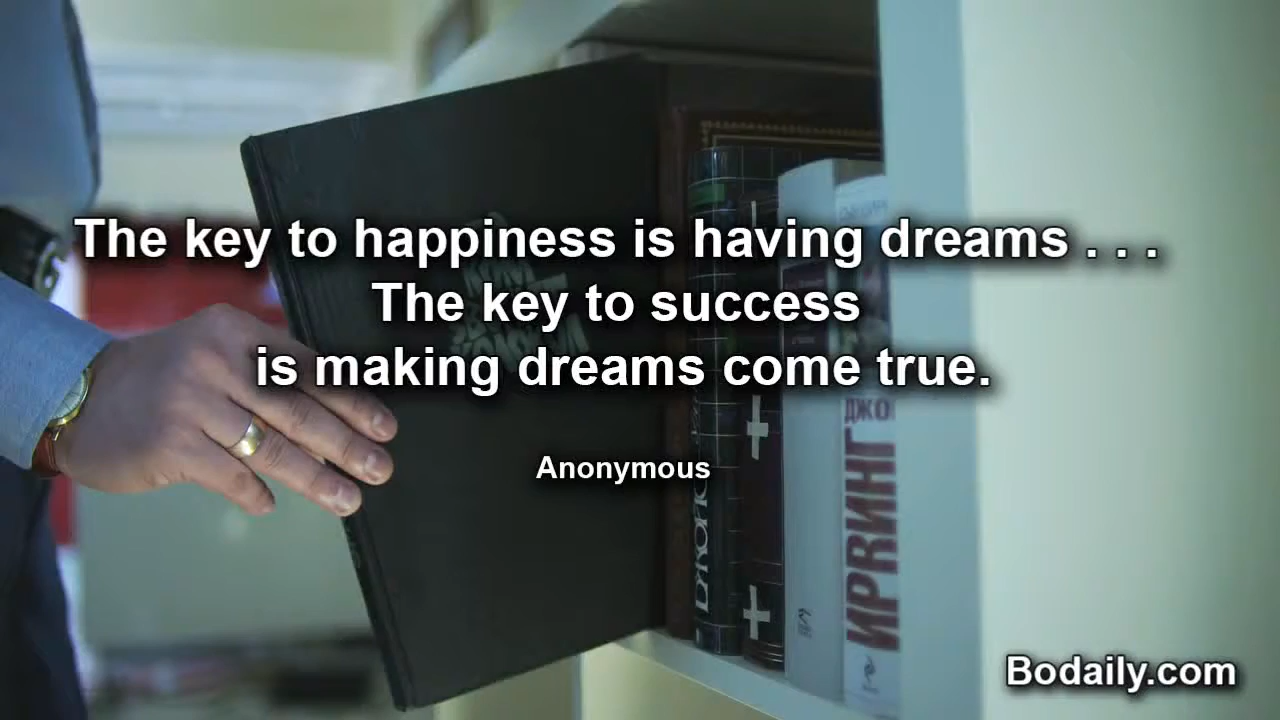 The key to happiness is having dreams . . .
The key to success
is making dreams come true.
Anonymous
ДЖО
ИРВИНГ
Bodaily.com